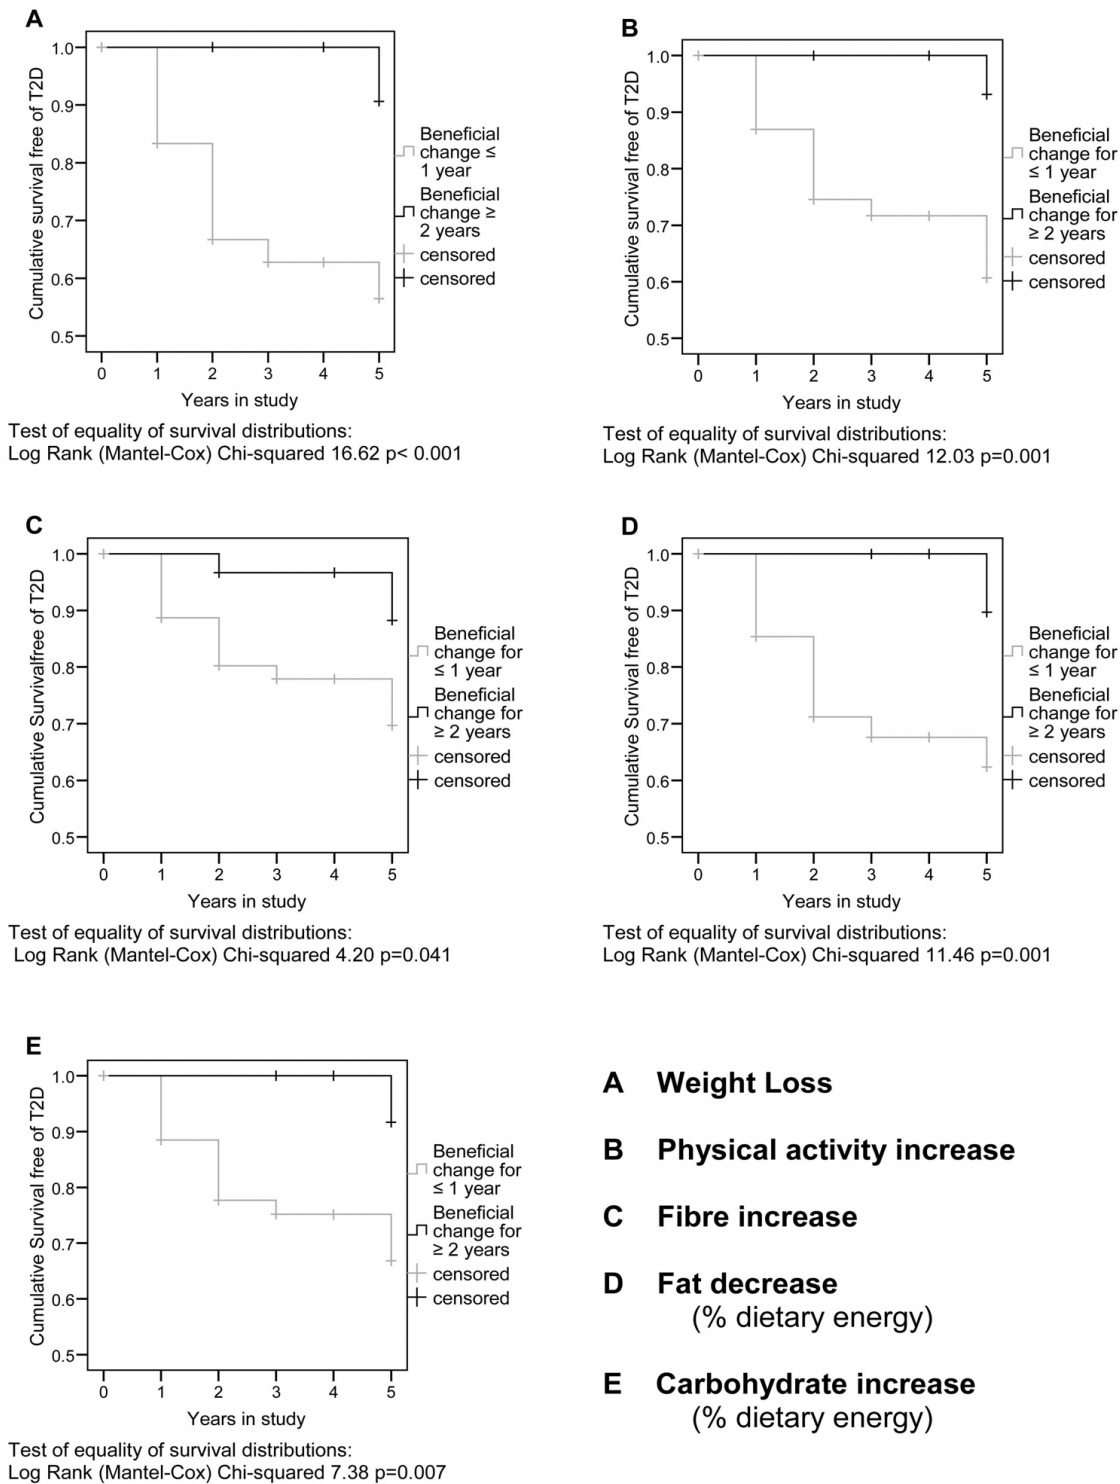 A
Cumulative survival free of T2D
1.0
0.9
0.8
0.7
0.6
0.5
0 1 2 3 4 5
Years in study
Beneficial
change ≤
1 year
Beneficial
change ≥
2 years
censored
censored
Test of equality of survival distributions:
Log Rank (Mantel-Cox) Chi-squared 16.62 p< 0.001
B
Cumulative survival free of T2D
1.0
0.9
0.8
0.7
0.6
0.5
0 1 2 3 4 5
Years in study
Beneficial
change for
≤ 1 year
Beneficial
change for
≥ 2 years
censored
censored
Test of equality of survival distributions:
Log Rank (Mantel-Cox) Chi-squared 12.03 p=0.001
C
Cumulative Survivalfree of T2D
1.0
0.9
0.8
0.7
0.6
0.5
0 1 2 3 4 5
Years in study
Beneficial
change for
≤ 1 year
Beneficial
change for
≥ 2 years
censored
censored
Test of equality of survival distributions:
Log Rank (Mantel-Cox) Chi-squared 4.20 p=0.041
D
Cumulative Survival free of T2D
1.0
0.9
0.8
0.7
0.6
0.5
0 1 2 3 4 5
Years in study
Beneficial
change for
≤ 1 year
Beneficial
change for
≥ 2 years
censored
censored
Test of equality of survival distributions:
Log Rank (Mantel-Cox) Chi-squared 11.46 p=0.001
E
Cumulative Survival free of T2D
1.0
0.9
0.8
0.7
0.6
0.5
0 1 2 3 4 5
Years in study
Beneficial
change for
≤ 1 year
Beneficial
change for
≥ 2 years
censored
censored
Test of equality of survival distributions:
Log Rank (Mantel-Cox) Chi-squared 7.38 p=0.007
A Weight Loss
B Physical activity increase
C Fibre increase
D Fat decrease
(% dietary energy)
E Carbohydrate increase
(% dietary energy)